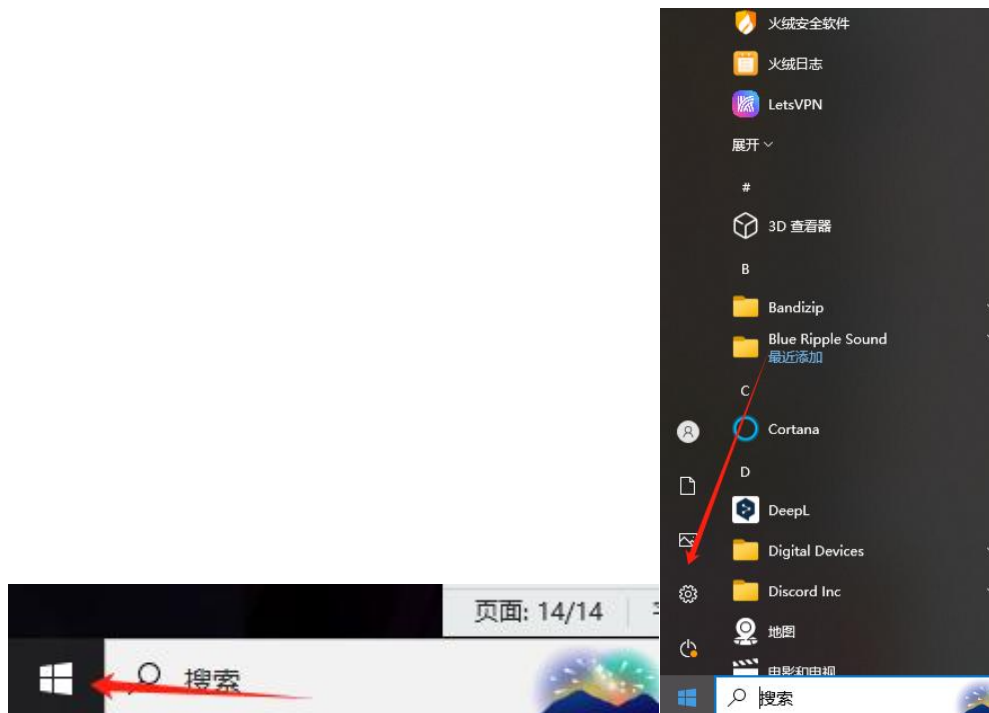 页面: 14/14
搜索
火绒安全软件
火绒日志
LetsVPN
展开
#
3D 查看器
B
Bandizip
Blue Ripple Sound
最近添加
C
Cortana
D
DeepL
Digital Devices
Discord Inc
地图
电影和电视
搜索